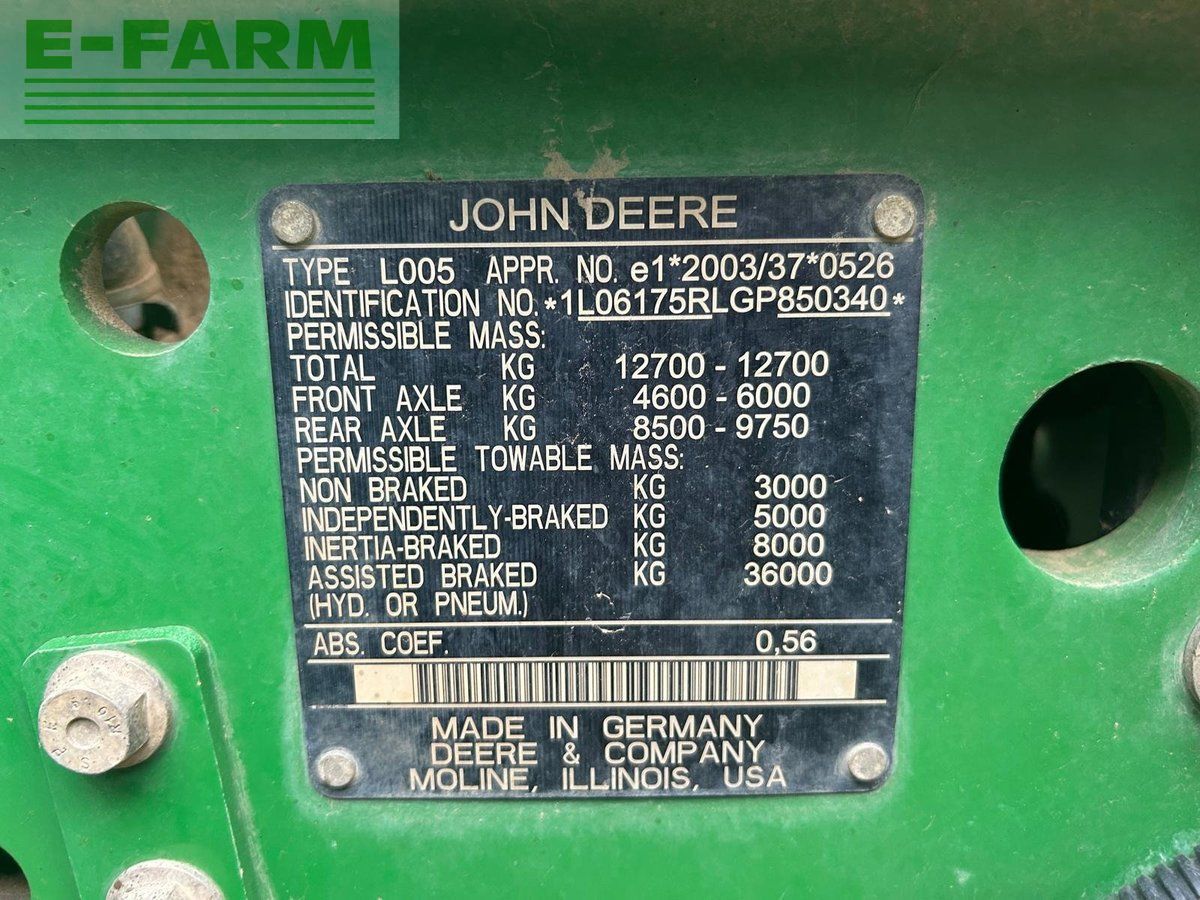 E-FARM
JOHN DEERE
TYPE L005 APPR. NO. e1*2003/37*0526
IDENTIFICATION NO. *1L06175RLGP850340*
PERMISSIBLE MASS:
TOTAL KG 12700 - 12700
FRONT AXLE KG 4600 - 6000
REAR AXLE KG 8500 - 9750
PERMISSIBLE TOWABLE MASS:
NON BRAKED KG 3000
INDEPENDENTLY-BRAKED KG 5000
INERTIA-BRAKED KG 8000
ASSISTED BRAKED KG 36000
(HYD. OR PNEUM.)
ABS. COEF. 0,56
MADE IN GERMANY
DEERE & COMPANY
MOLINE, ILLINOIS, USA